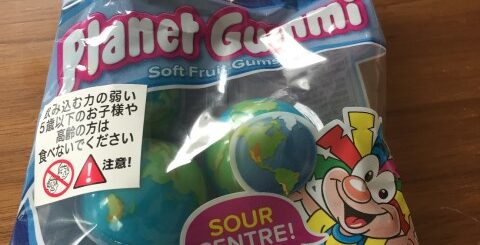 Planet Gummi
Soft Fruit Gums
飲み込む力の弱い
5歳以下のお子様や
高齢の方は
食べないでください
注意!
SOUR
CENTRE!